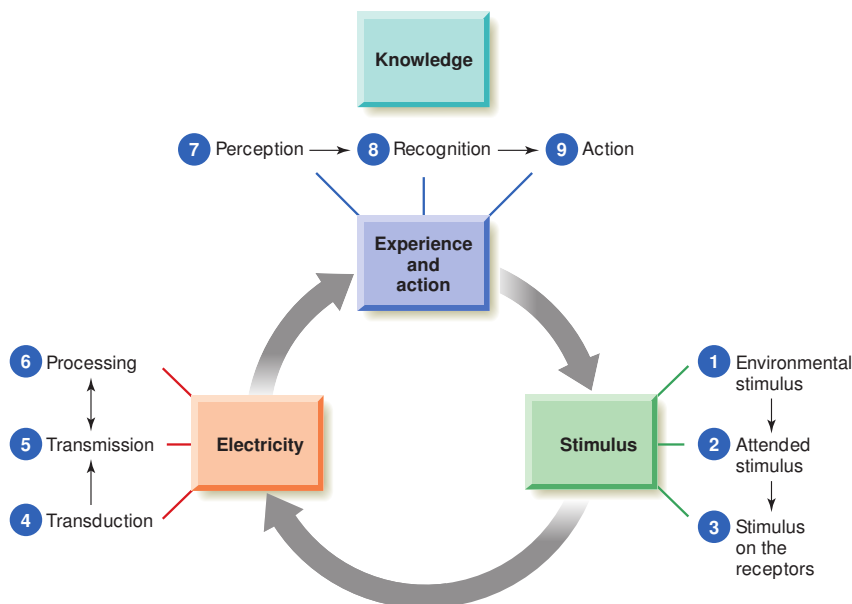 Knowledge
7 Perception 8 Recognition 9 Action
Experience
and
action
6 Processing
5 Transmission
4 Transduction
Electricity
Stimulus
1 Environmental
stimulus
2 Attended
stimulus
3 Stimulus
on the
receptors